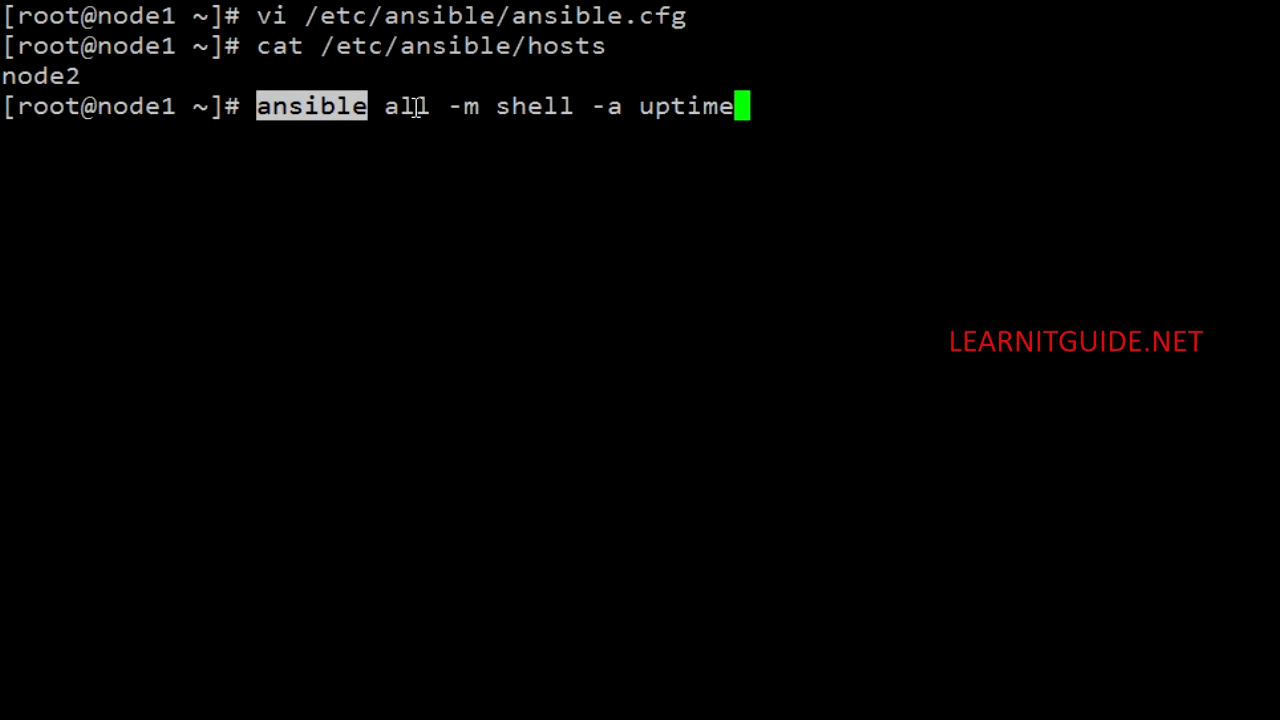 [root@node1 ~]# vi /etc/ansible/ansible.cfg
[root@node1 ~]# cat /etc/ansible/hosts
node2
[root@node1 ~]# ansible all -m shell -a uptime
LEARNITGUIDE.NET